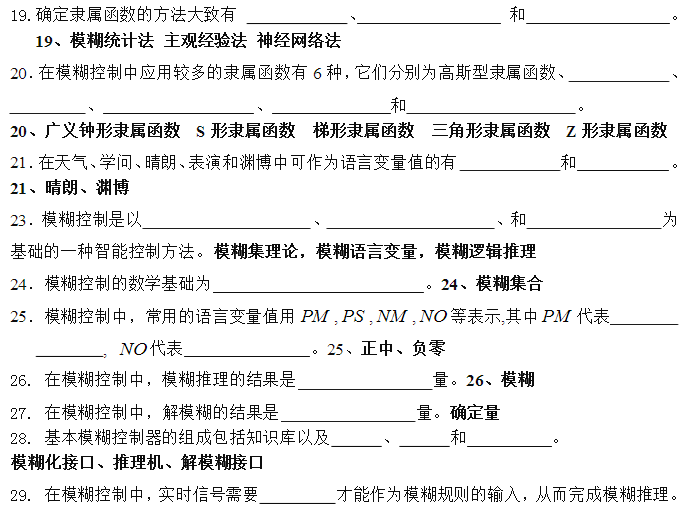 19.确定隶属函数的方法大致有 ____________、________________ 和________________。
19、模糊统计法 主观经验法 神经网络法
20.在模糊控制中应用较多的隶属函数有 6 种,它们分别为高斯型隶属函数、____________、
_________、________________、______________和____________________。
20、广义钟形隶属函数 S 形隶属函数 梯形隶属函数 三角形隶属函数 Z 形隶属函数
21.在天气、学问、晴朗、表演和渊博中可作为语言变量值的有____________和___________。
21、晴朗、渊博
23．模糊控制是以____________________、____________________、和________________为
基础的一种智能控制方法。模糊集理论，模糊语言变量，模糊逻辑推理
24．模糊控制的数学基础为_________________________。24、模糊集合
25．模糊控制中，常用的语言变量值用 PM , PS , NM , NO 等表示,其中 PM 代表________
________, NO代表_______________。25、正中、负零
26. 在模糊控制中，模糊推理的结果是________________量。26、模糊
27. 在模糊控制中，解模糊的结果是________________量。确定量
28. 基本模糊控制器的组成包括知识库以及______、______和__________。
模糊化接口、推理机、解模糊接口
29. 在模糊控制中，实时信号需要_________才能作为模糊规则的输入，从而完成模糊推理。